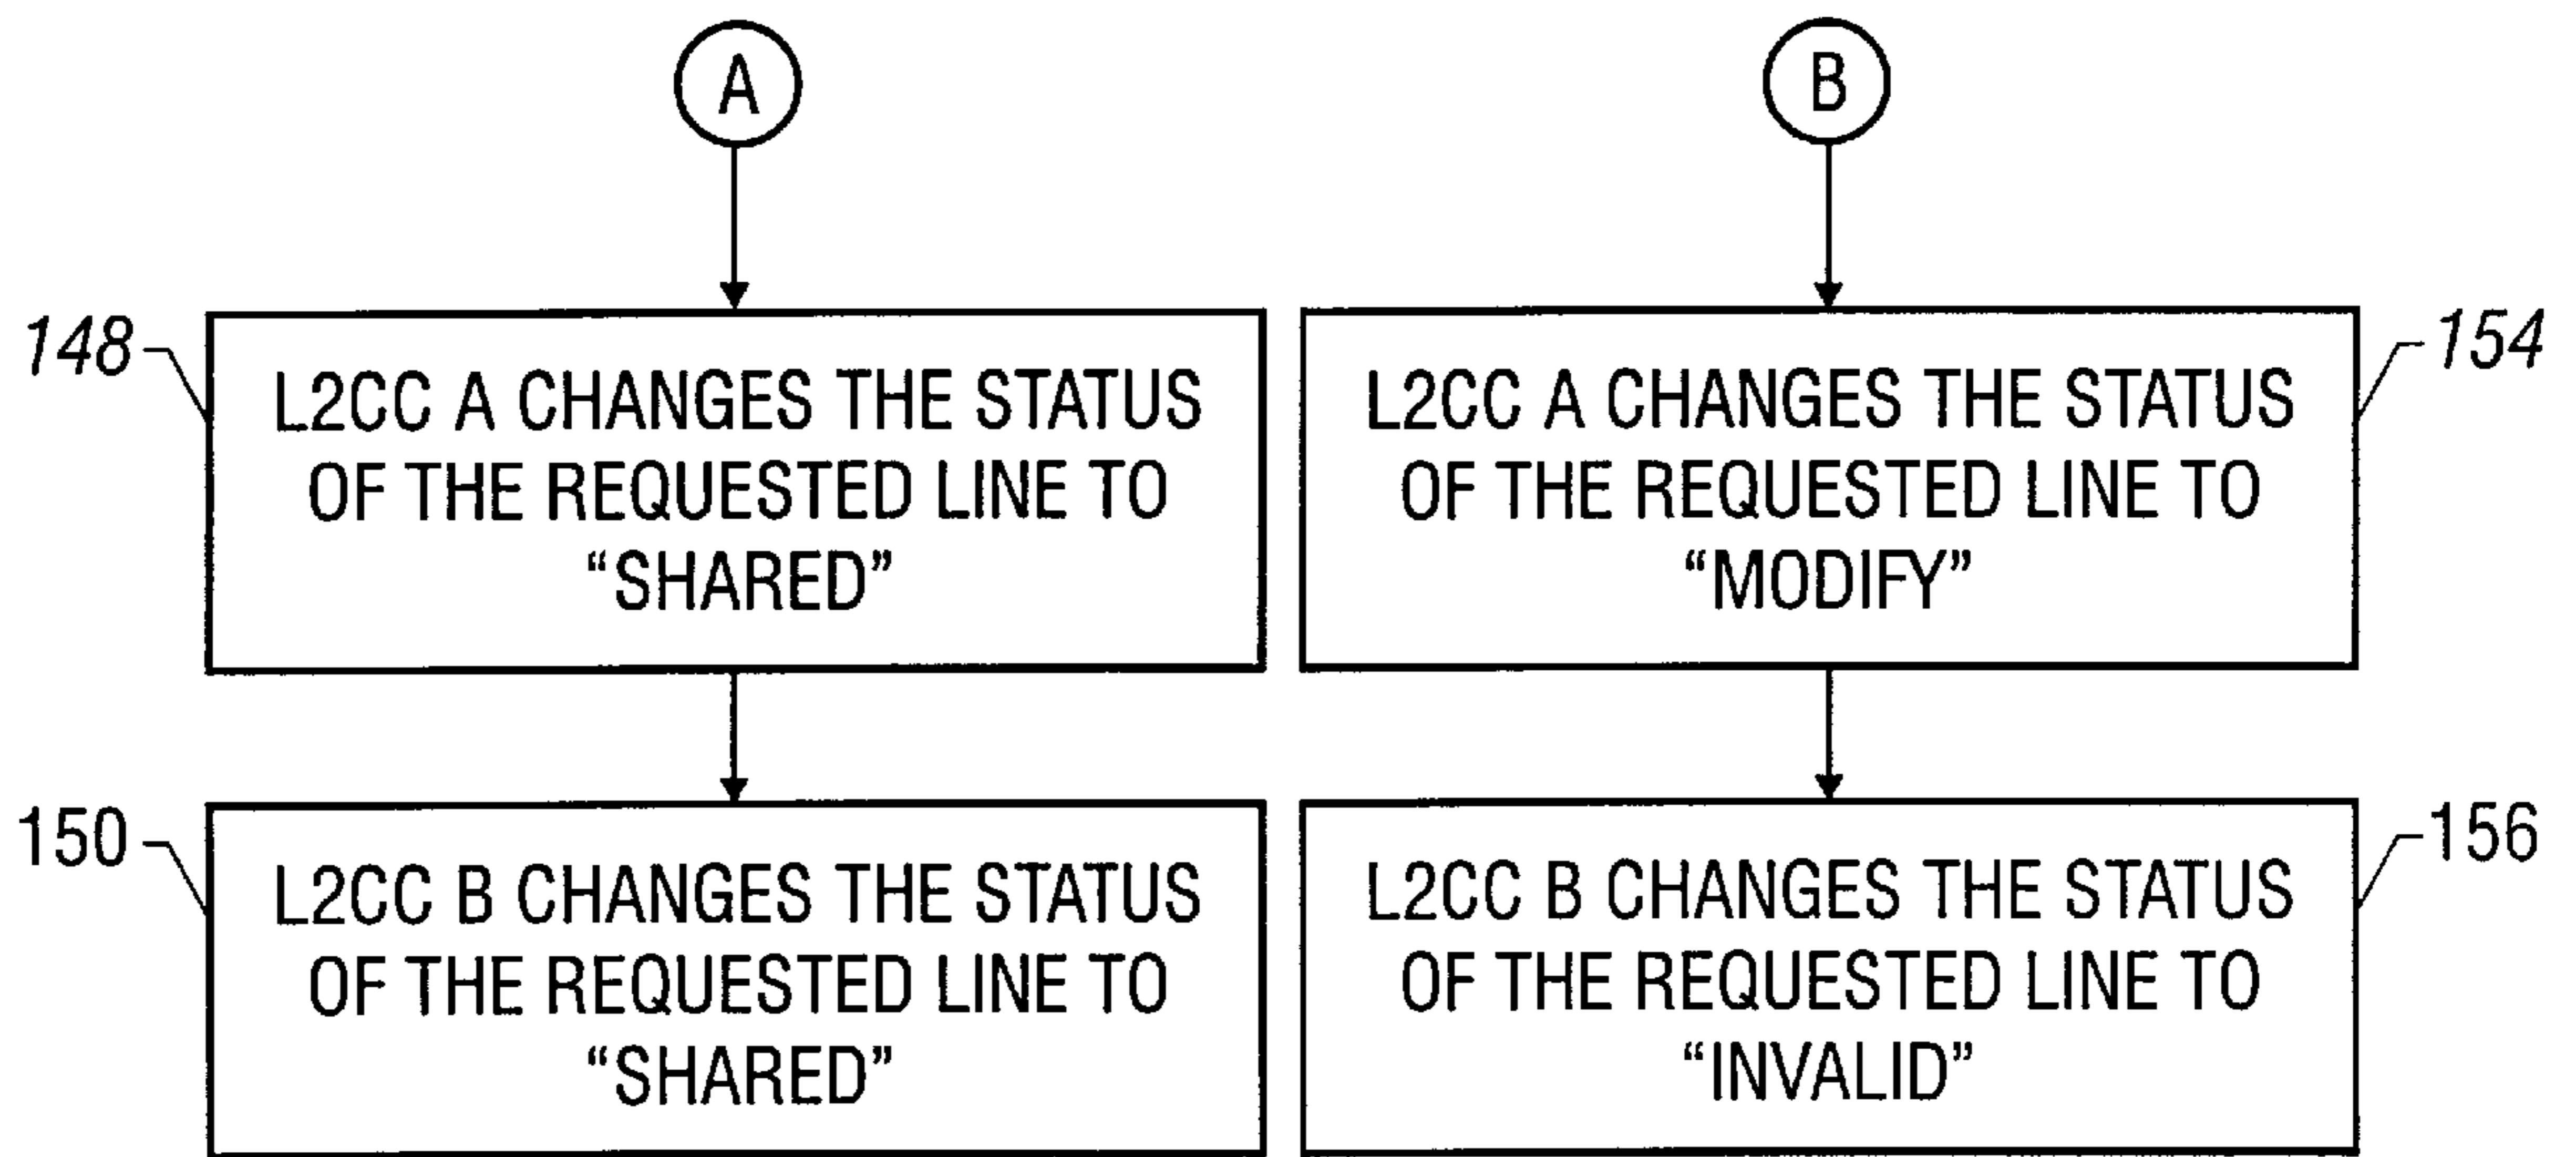 A
148
L2CC A CHANGES THE STATUS
OF THE REQUESTED LINE TO
“SHARED”
150
L2CC B CHANGES THE STATUS
OF THE REQUESTED LINE TO
“SHARED”
B
154
L2CC A CHANGES THE STATUS
OF THE REQUESTED LINE TO
“MODIFY”
156
L2CC B CHANGES THE STATUS
OF THE REQUESTED LINE TO
“INVALID”